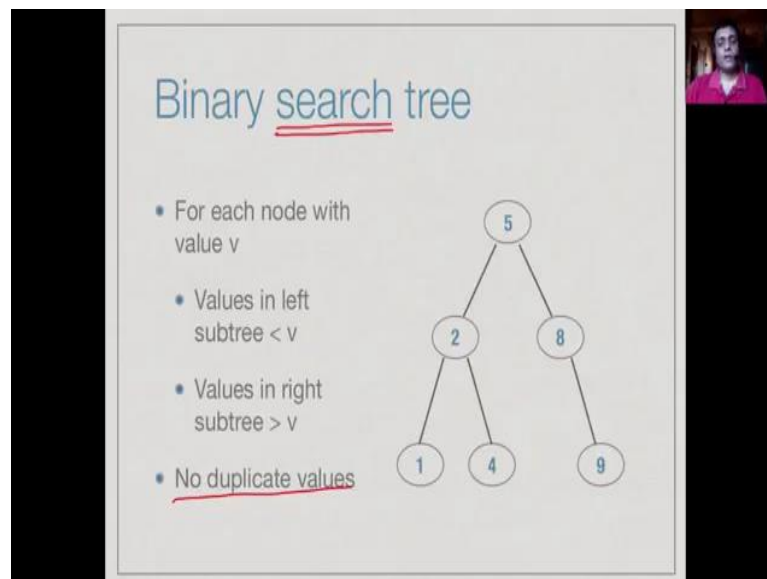 Binary search tree
• For each node with
value v
• Values in left
subtree < v
• Values in right
subtree > v
• No duplicate values
5
2 8
1 4 9